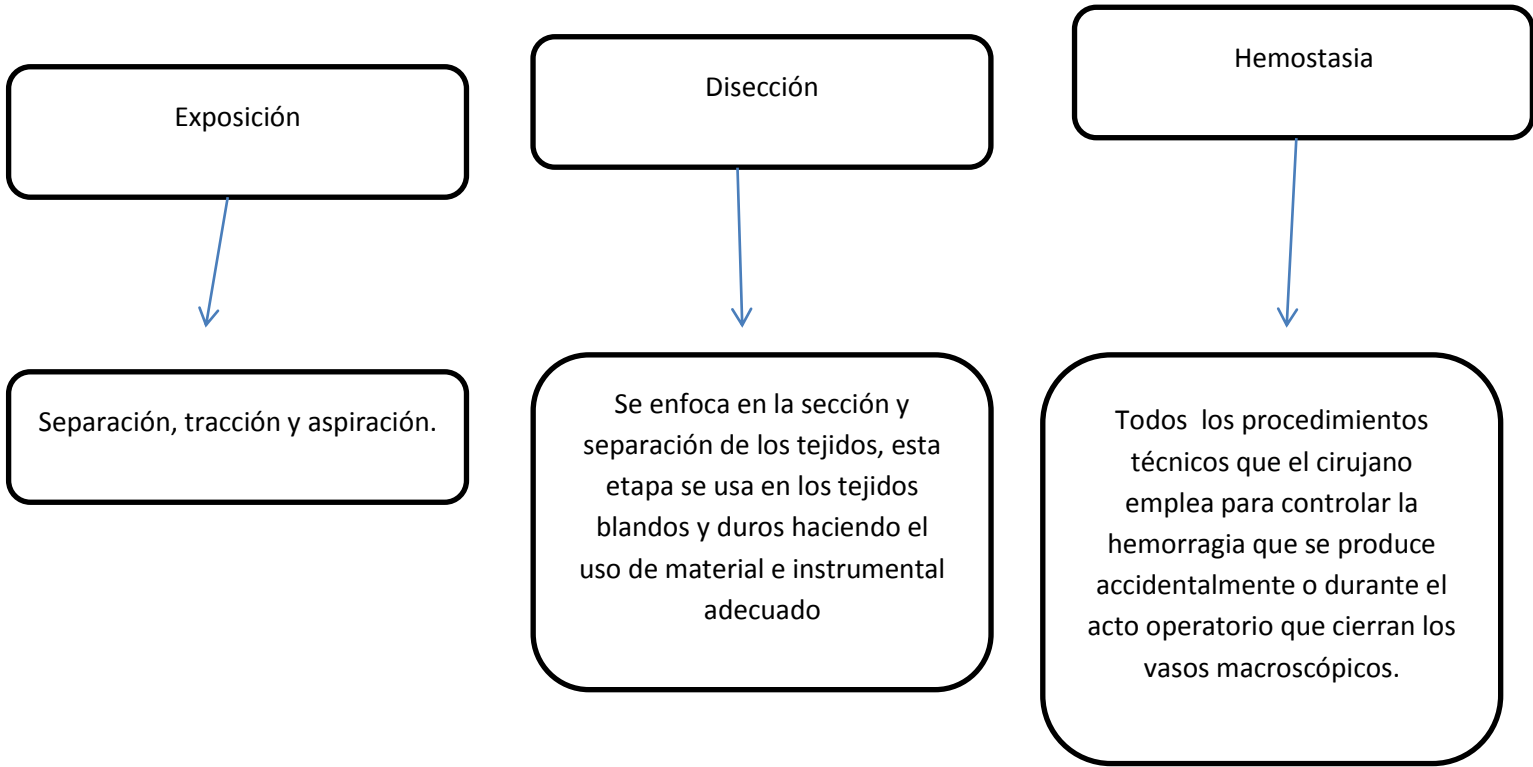 Exposición
Separación, tracción y aspiración.
Disección
Se enfoca en la sección y
separación de los tejidos, esta
etapa se usa en los tejidos
blandos y duros haciendo el
uso de material e instrumental
adecuado
Hemostasia
Todos  los procedimientos
técnicos que el cirujano
emplea para controlar la
hemorragia que se produce
accidentalmente o durante el
acto operatorio que cierran los
vasos macroscópicos.